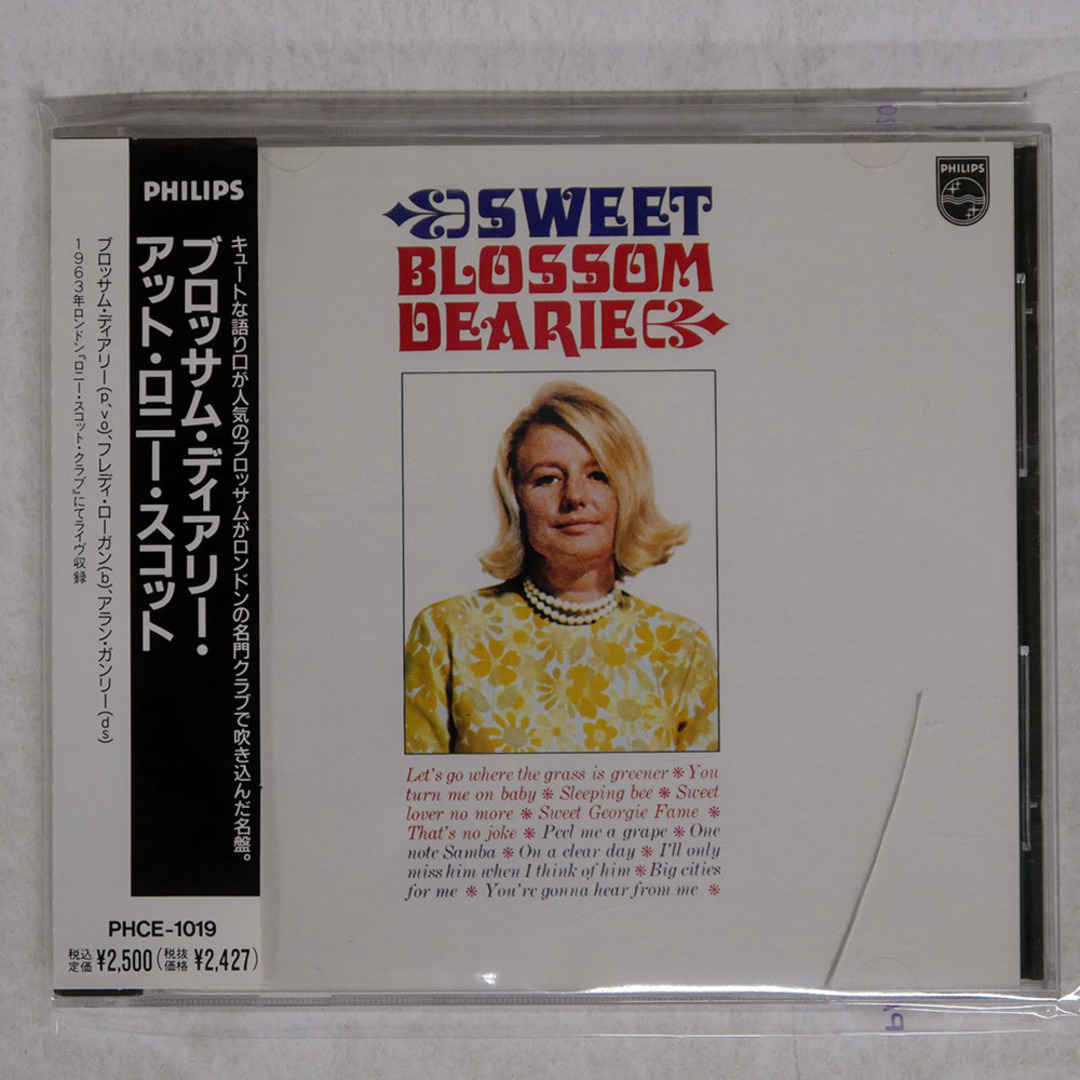 PHILIPS
キュートな語り口が人気のブロッサムがロンドンの名門クラブで吹き込んだ名盤。
ブロッサム・ディアリー・
アット・ロニー・スコット
ブロッサム・ディアリー(p,vo)、フレディ・ローガン(b)、アラン・ガンリー(ds)
1963年ロンドン『ロニー・スコット・クラブ』にてライヴ収録
PHCE-1019
税込定価 ¥2,500 (税抜価格 ¥2,427)
PHILIPS
SWEET
BLOSSOM
DEARIE
Let's go where the grass is greener * You
turn me on baby * Sleeping bee * Sweet
lover no more * Sweet Georgie Fame *
That's no joke * Peel me a grape * One
note Samba * On a clear day * I'll only
miss him when I think of him * Big cities
for me * You're gonna hear from me *